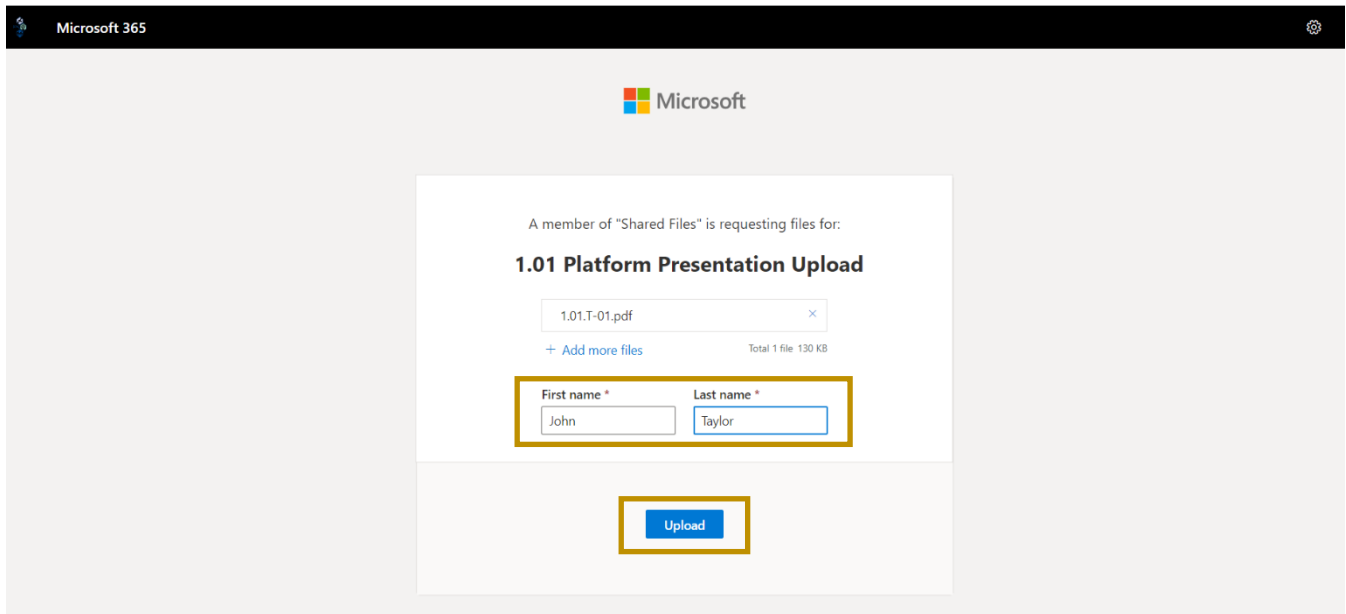 Microsoft 365
Microsoft
A member of "Shared Files" is requesting files for:
1.01 Platform Presentation Upload
1.01.T-01.pdf ×
+ Add more files Total 1 file 130 KB
First name * Last name *
John Taylor
Upload